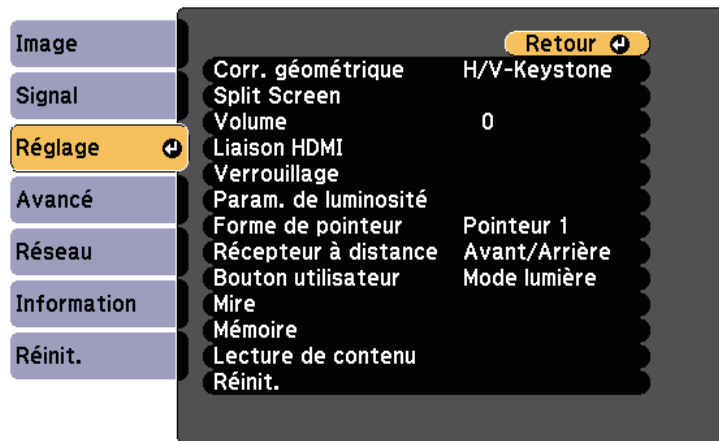 Image
Signal
Réglage
Avancé
Réseau
Information
Réinit.
Retour
Corr. géométrique H/V-Keystone
Split Screen
Volume 0
Liaison HDMI
Verrouillage
Param. de luminosité
Forme de pointeur Pointeur 1
Récepteur à distance Avant/Arrière
Bouton utilisateur Mode lumière
Mire
Mémoire
Lecture de contenu
Réinit.